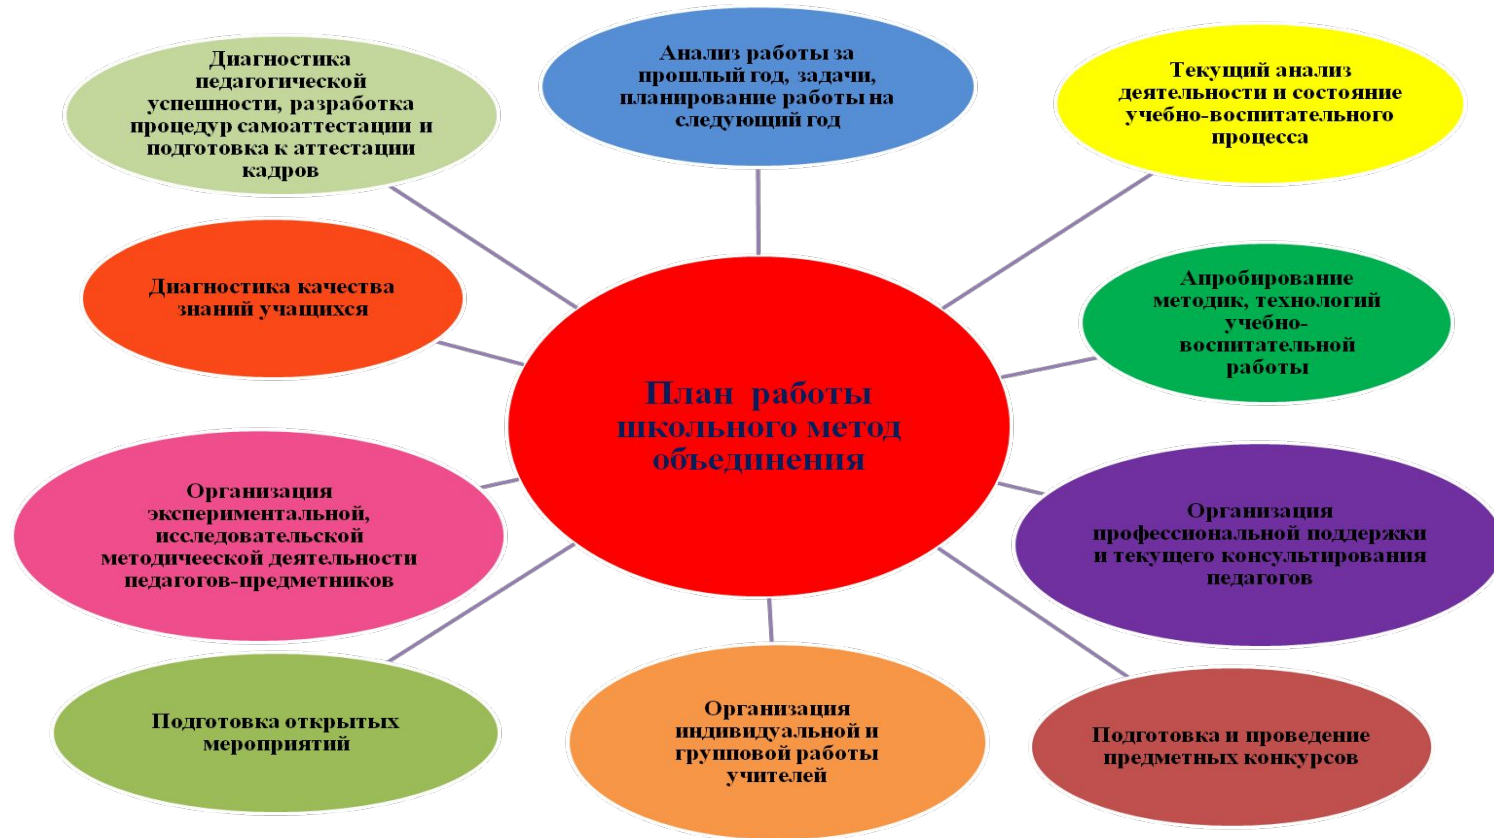 Диагностика
педагогической
успешности, разработка
процедур самоаттестации и
подготовка к аттестации
кадров
Анализ работы за
прошлый год, задачи,
планирование работы на
следующий год
Текущий анализ
деятельности и состояние
учебно-воспитательного
процесса
Диагностика качества
знаний учащихся
Апробирование
методик, технологий
учебно-
воспитательной
работы
План работы
школьного метод
объединения
Организация
экспериментальной,
исследовательской
методичеекой деятельности
педагогов-предметников
Организация
профессиональной поддержки
и текущего консультирования
педагогов
Подготовка открытых
мероприятий
Организация
индивидуальной и
групповой работы
учителей
Подготовка и проведение
предметных конкурсов